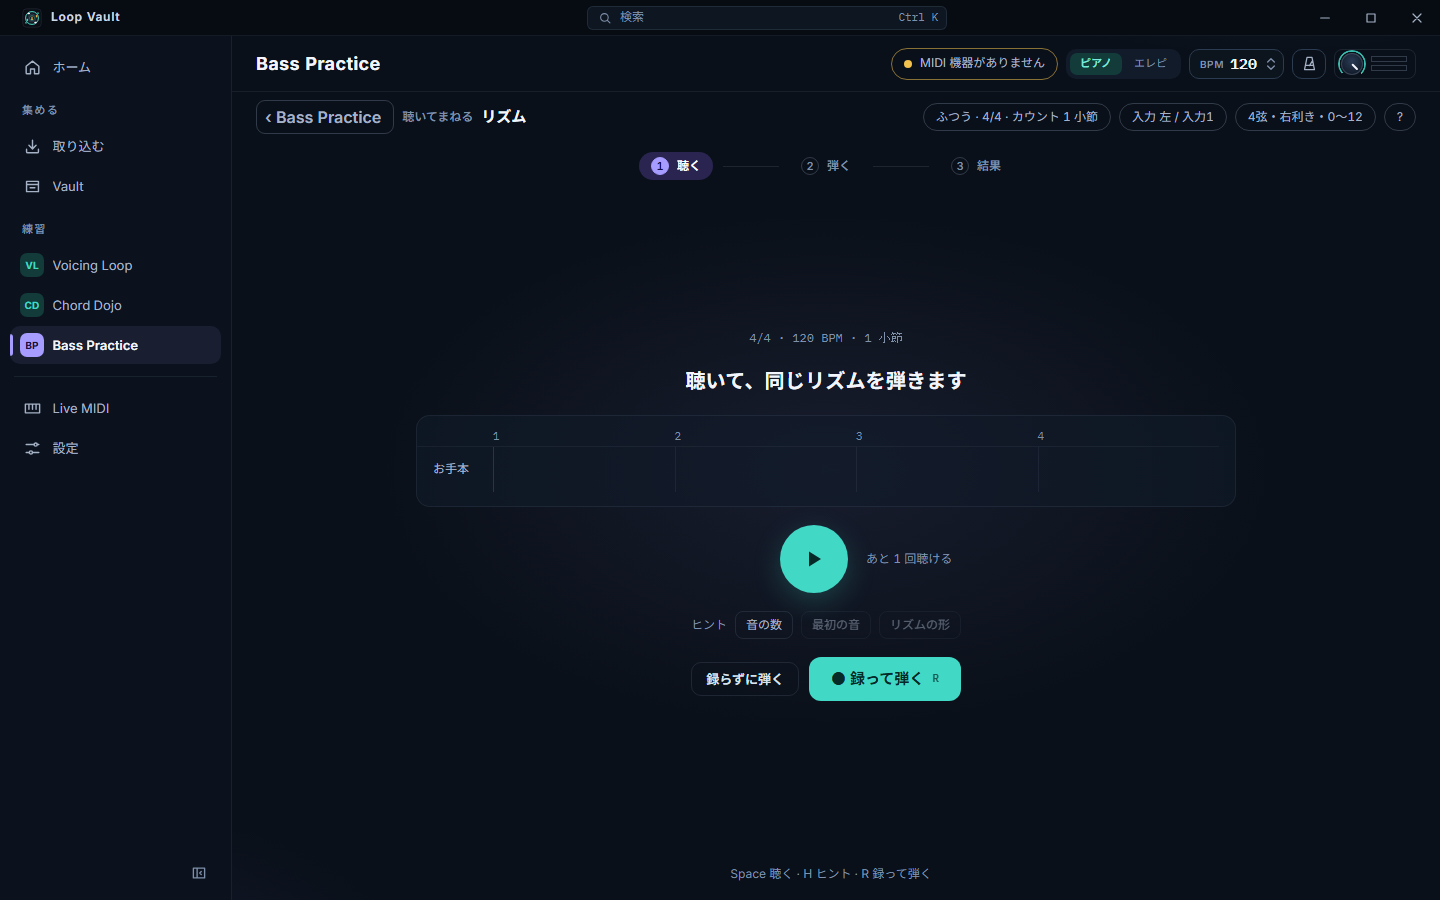 Loop Vault
検索
Ctrl K
ホーム
集める
取り込む
Vault
練習
VL Voicing Loop
CD Chord Dojo
BP Bass Practice
Live MIDI
設定
Bass Practice
MIDI 機器がありません
ピアノ
エレピ
BPM 120
‹ Bass Practice
聴いてまねる リズム
ふつう · 4/4 · カウント 1 小節
入力 左 / 入力1
4弦・右利き・0〜12
?
1 聴く
2 弾く
3 結果
4/4 · 120 BPM · 1 小節
聴いて、同じリズムを弾きます
1 2 3 4
お手本
あと 1 回聴ける
ヒント 音の数 最初の音 リズムの形
録らずに弾く
録って弾く R
Space 聴く · H ヒント · R 録って弾く